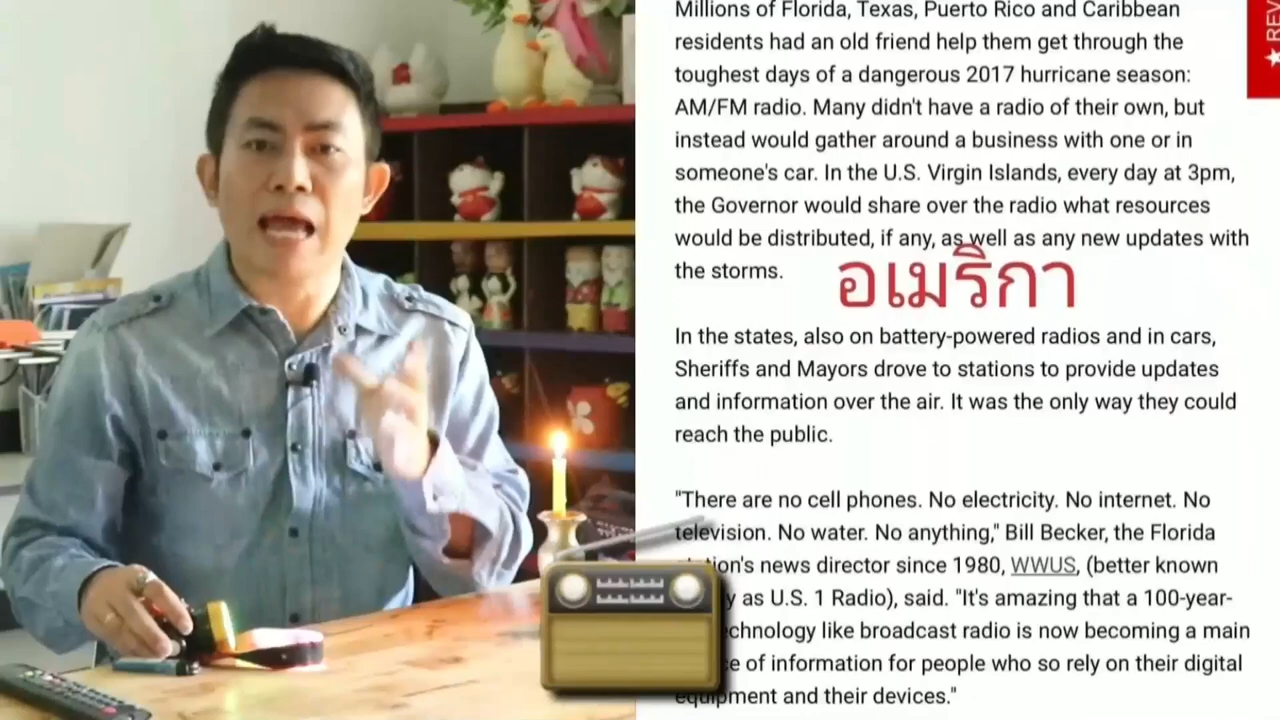 Millions of Florida, Texas, Puerto Rico and Caribbean
residents had an old friend help them get through the
toughest days of a dangerous 2017 hurricane season:
AM/FM radio. Many didn't have a radio of their own, but
instead would gather around a business with one or in
someone's car. In the U.S. Virgin Islands, every day at 3pm,
the Governor would share over the radio what resources
would be distributed, if any, as well as any new updates with
the storms.
อเมริกา
In the states, also on battery-powered radios and in cars,
Sheriffs and Mayors drove to stations to provide updates
and information over the air. It was the only way they could
reach the public.
"There are no cell phones. No electricity. No internet. No
television. No water. No anything," Bill Becker, the Florida
news director since 1980, WWUS, (better known
as U.S. 1 Radio), said. "It's amazing that a 100-year-
like broadcast radio is now becoming a main
of information for people who so rely on their digital
equipment and their devices."
★ REV